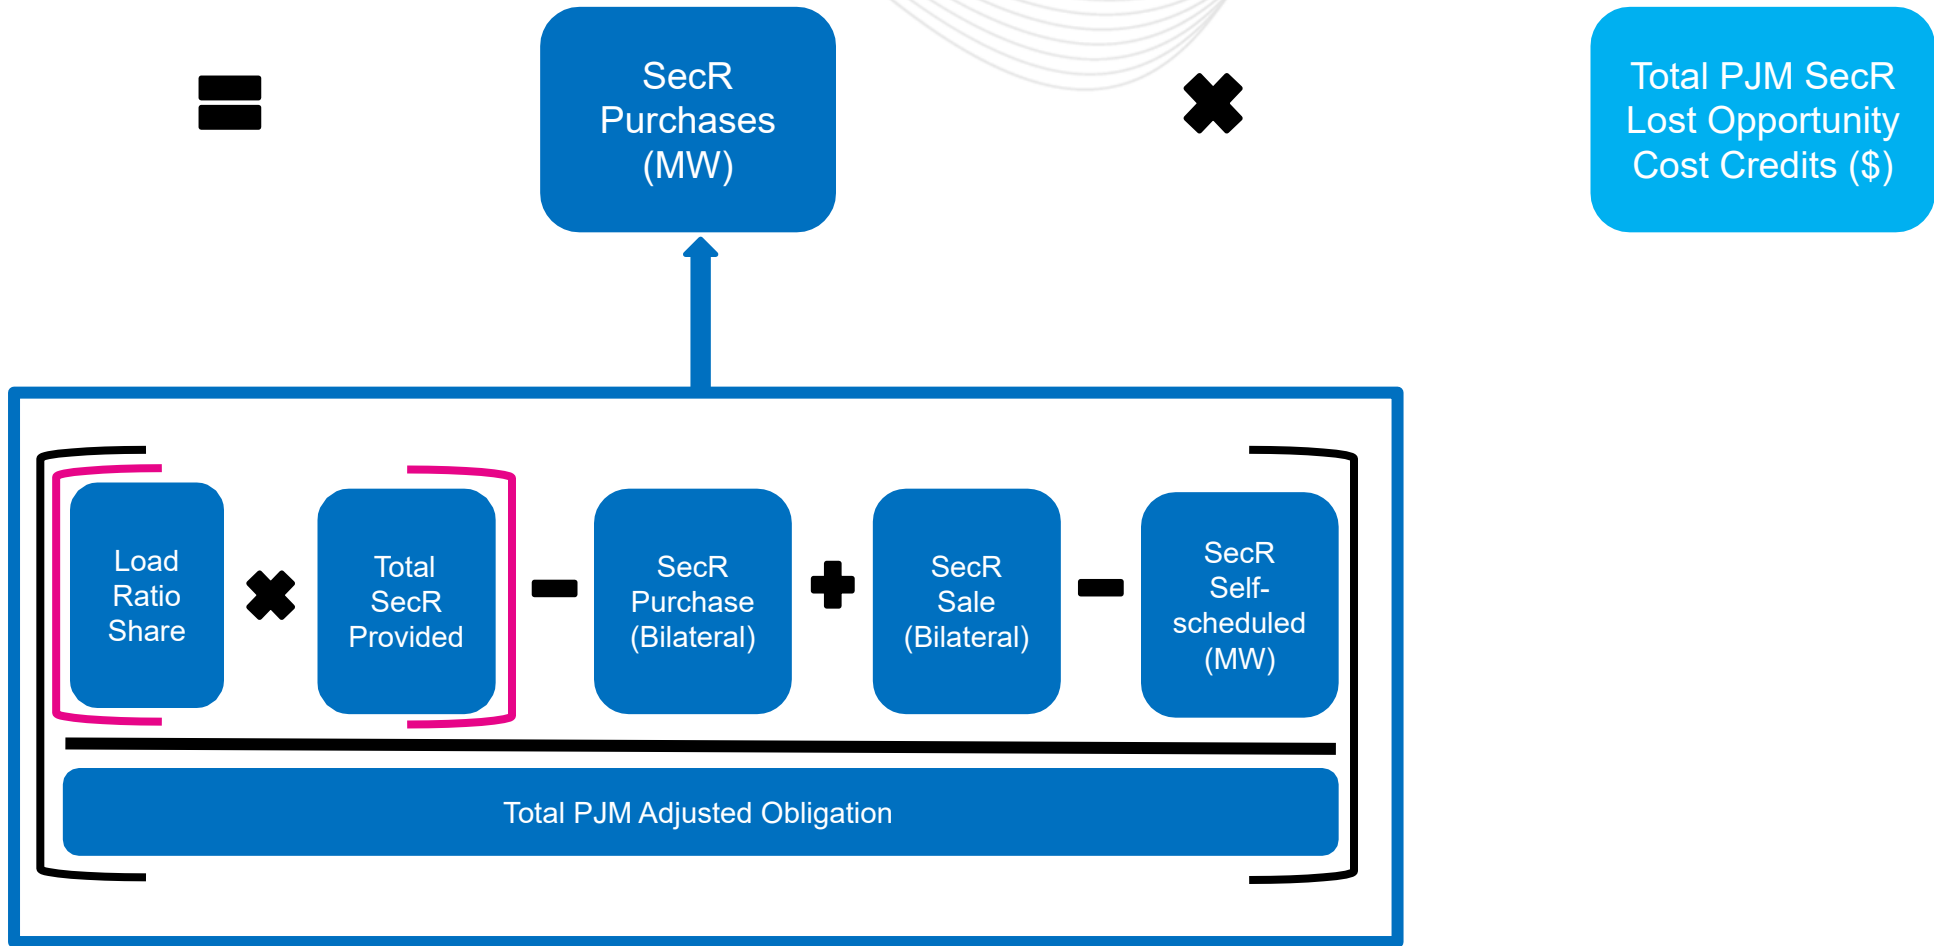 =
SecR
Purchases
(MW)
×
Total PJM SecR
Lost Opportunity
Cost Credits ($)
Load
Ratio
Share
×
Total
SecR
Provided
-
SecR
Purchase
(Bilateral)
+
SecR
Sale
(Bilateral)
-
SecR
Self-
scheduled
(MW)
Total PJM Adjusted Obligation